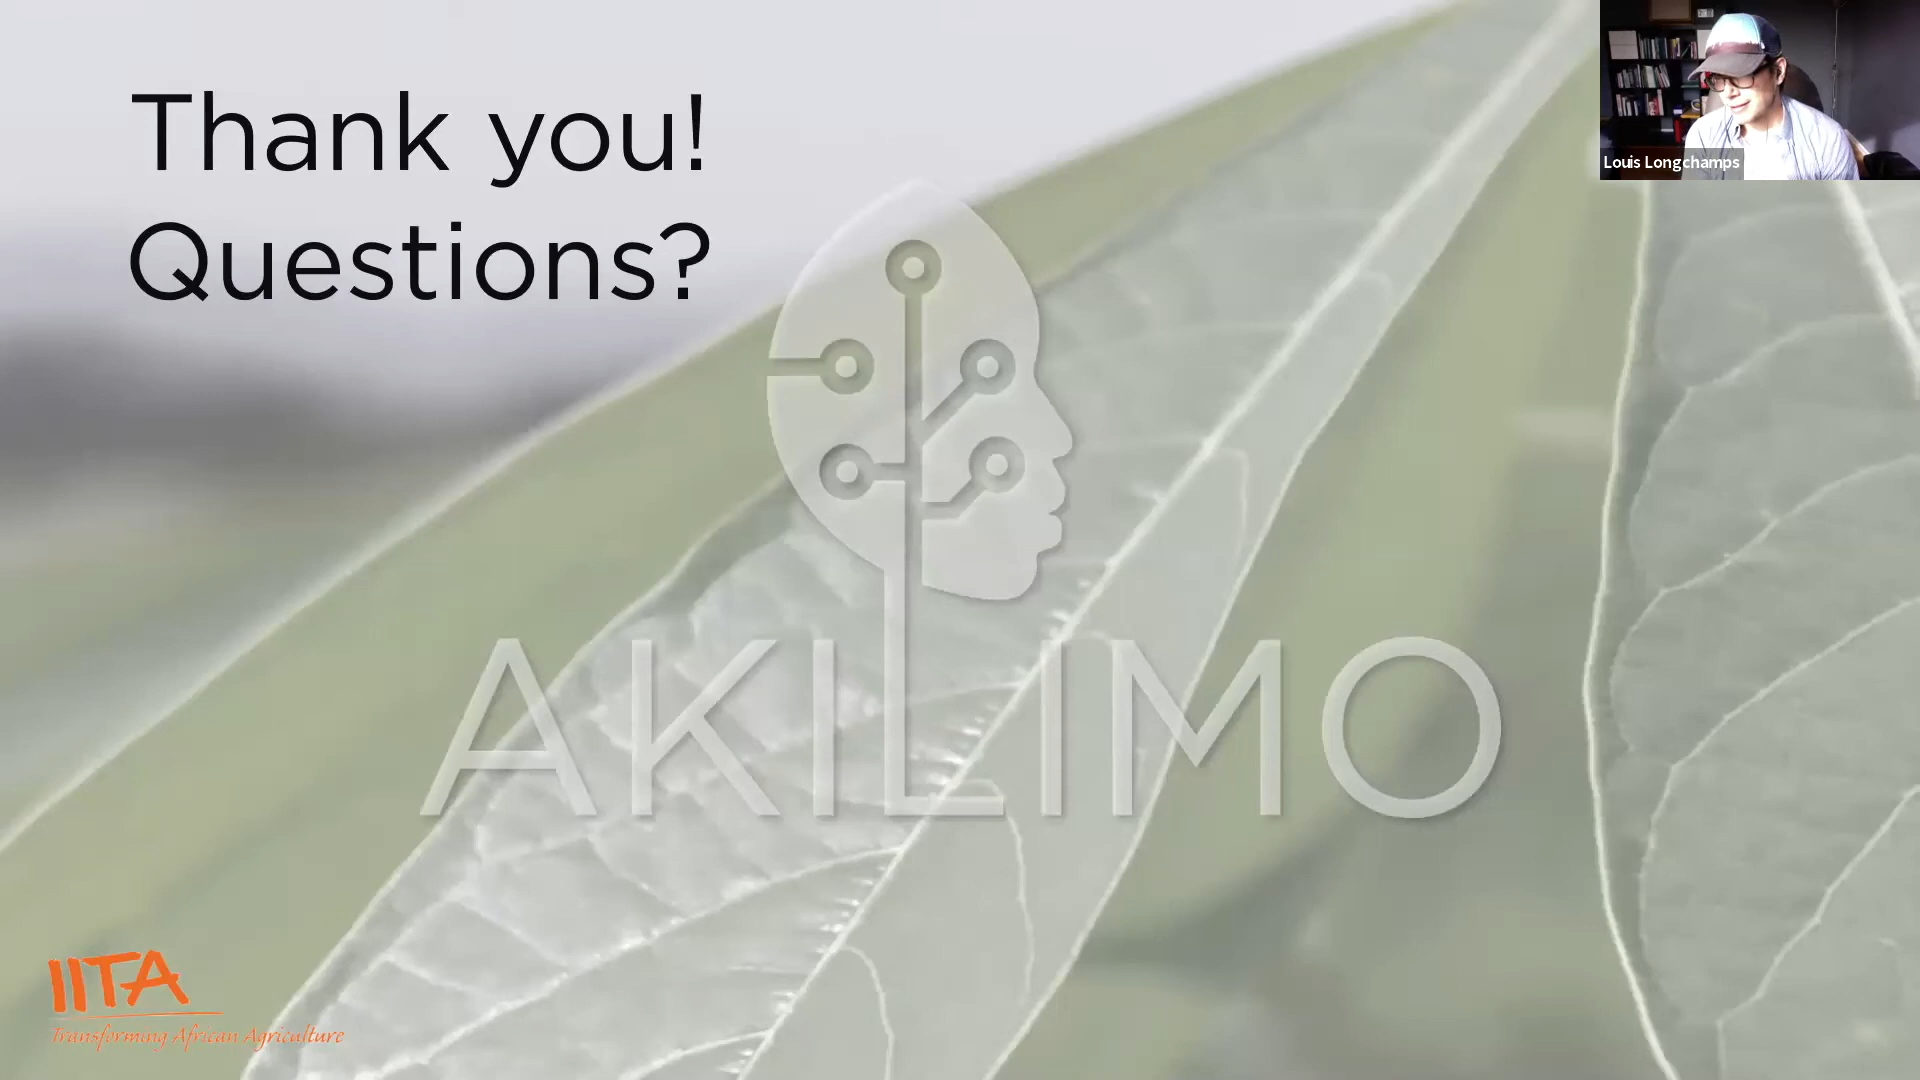 Thank you!
Questions?
Louis Longchamps
AKILIMO
IITA
Transforming African Agriculture